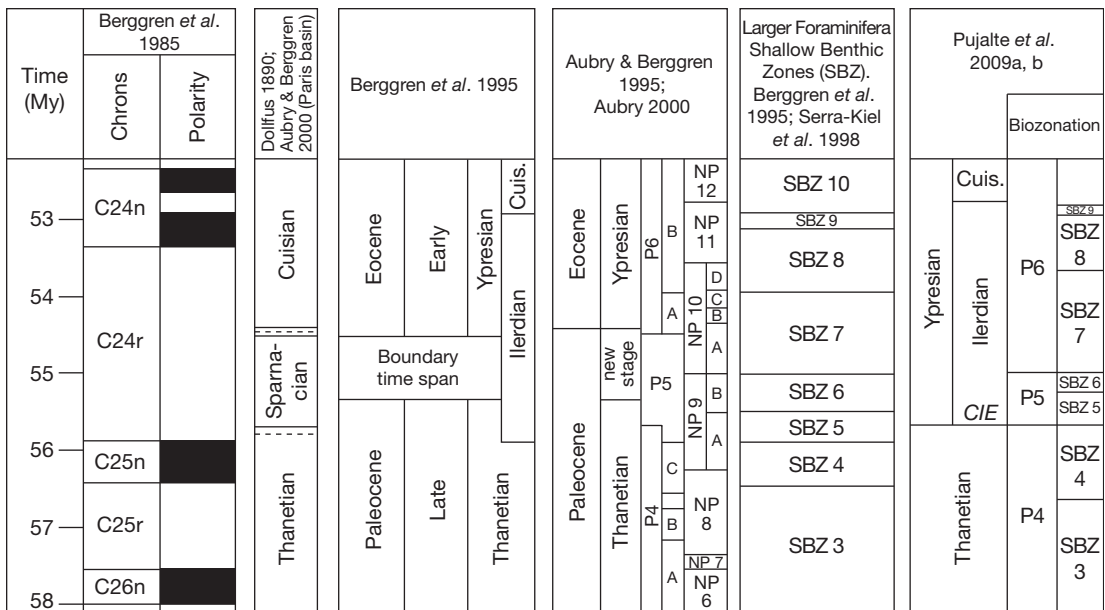 Time
(My)
53
54
55
56
57
58
Berggren et al.
1985
Chrons
Polarity
C24n
C24r
C25n
C25r
C26n
Dollfus 1890;
Aubry & Berggren
2000 (Paris basin)
Cuisian
Sparna-
cian
Thanetian
Berggren et al. 1995
Eocene
Early
Ypresian
Cuis.
Ilerdian
Boundary
time span
Paleocene
Late
Thanetian
Aubry & Berggren
1995;
Aubry 2000
Eocene
Ypresian
new
stage
Paleocene
Thanetian
P6
B
A
P5
P4
C
B
A
NP
12
NP
11
NP 10
D
C
B
A
NP 9
B
A
NP
8
NP 7
NP
6
Larger Foraminifera
Shallow Benthic
Zones (SBZ).
Berggren et al.
1995; Serra-Kiel
et al. 1998
SBZ 10
SBZ 9
SBZ 8
SBZ 7
SBZ 6
SBZ 5
SBZ 4
SBZ 3
Pujalte et al.
2009a, b
Biozonation
Ypresian
Cuis.
Ilerdian
CIE
Thanetian
P6
P5
P4
SBZ 9
SBZ
8
SBZ
7
SBZ 6
SBZ 5
SBZ
4
SBZ
3